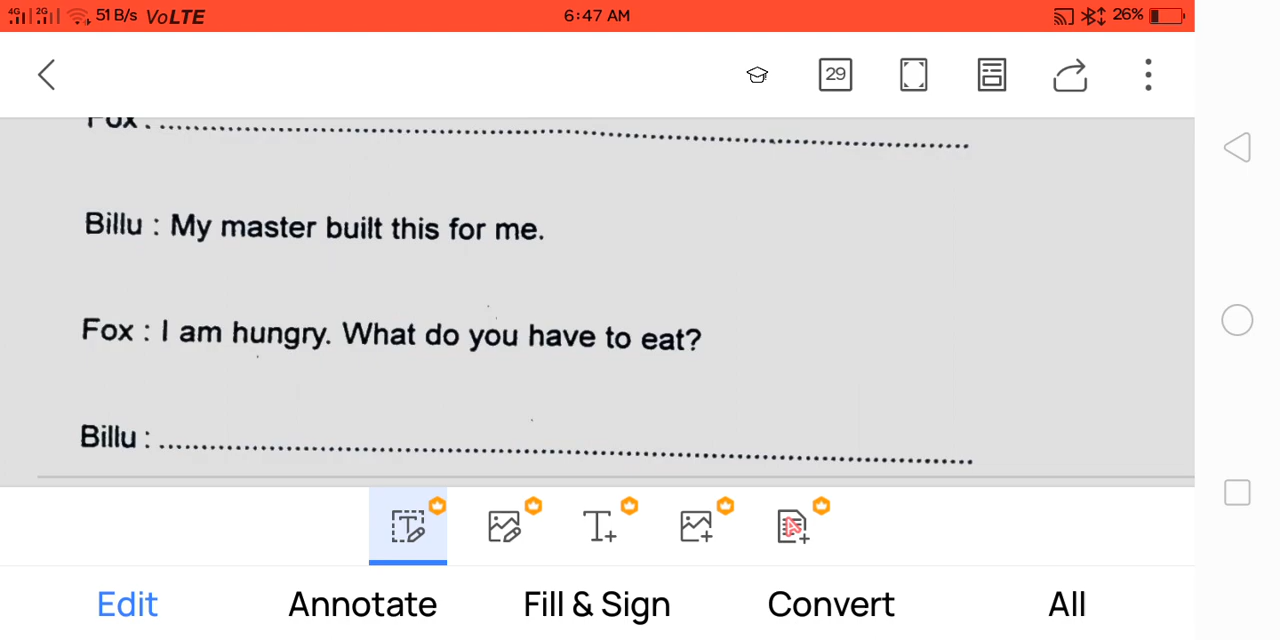 4G 2G 51 B/s VoLTE 6:47 AM 26%
29
Fox : ........................................................................
Billu : My master built this for me.
Fox : I am hungry. What do you have to eat?
Billu : ........................................................................
Edit Annotate Fill & Sign Convert All